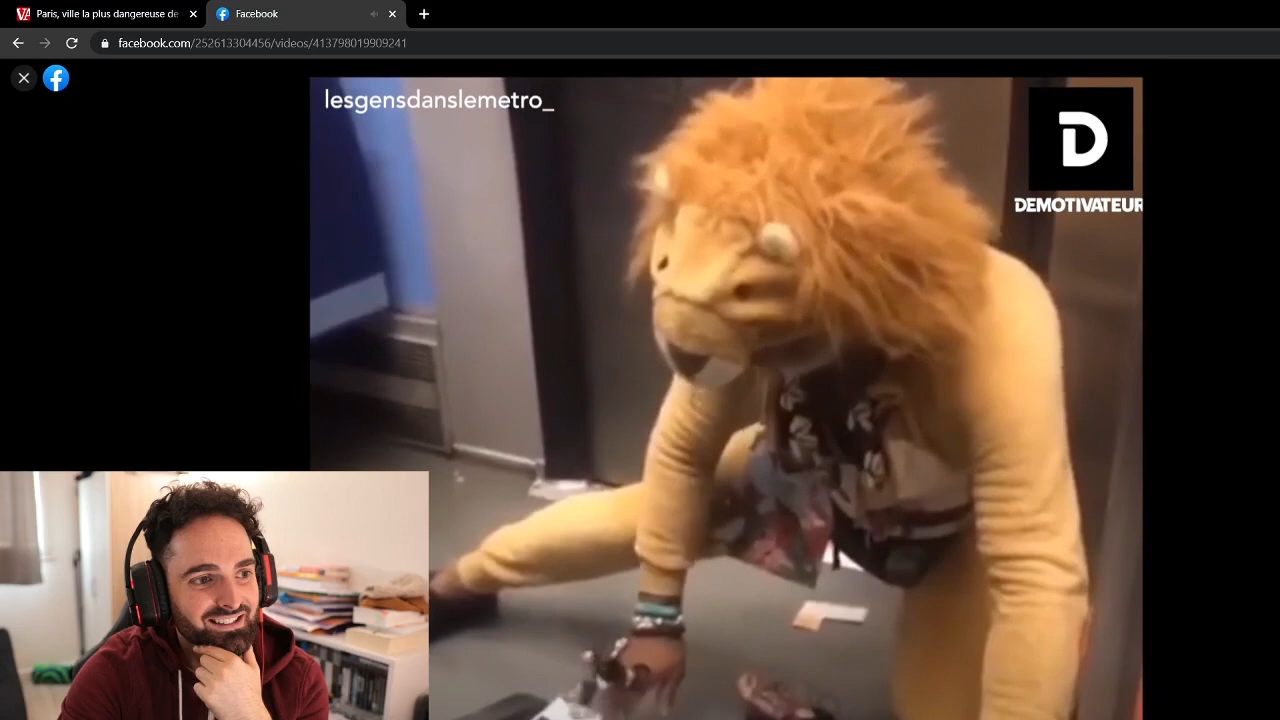 Paris, ville la plus dangereuse de
Facebook
facebook.com/252613304456/videos/413798019909241
lesgensdanslemetro_
D
DEMOTIVATEUR